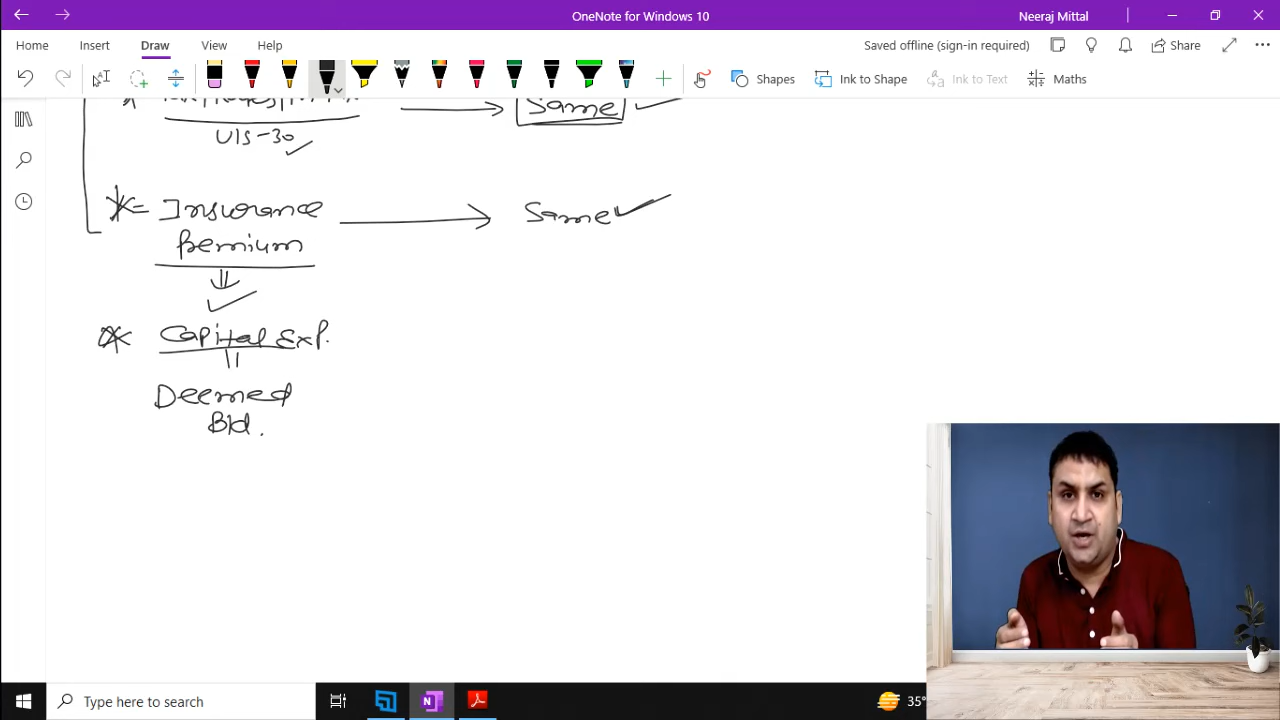 OneNote for Windows 10
Neeraj Mittal
Home Insert Draw View Help
Saved offline (sign-in required)
Share
Shapes
Ink to Shape
Ink to Text
Maths
Same
U/S-30
Insurance Same
Premium
Capital Exp.
Deemed
Bld.
Type here to search
35°